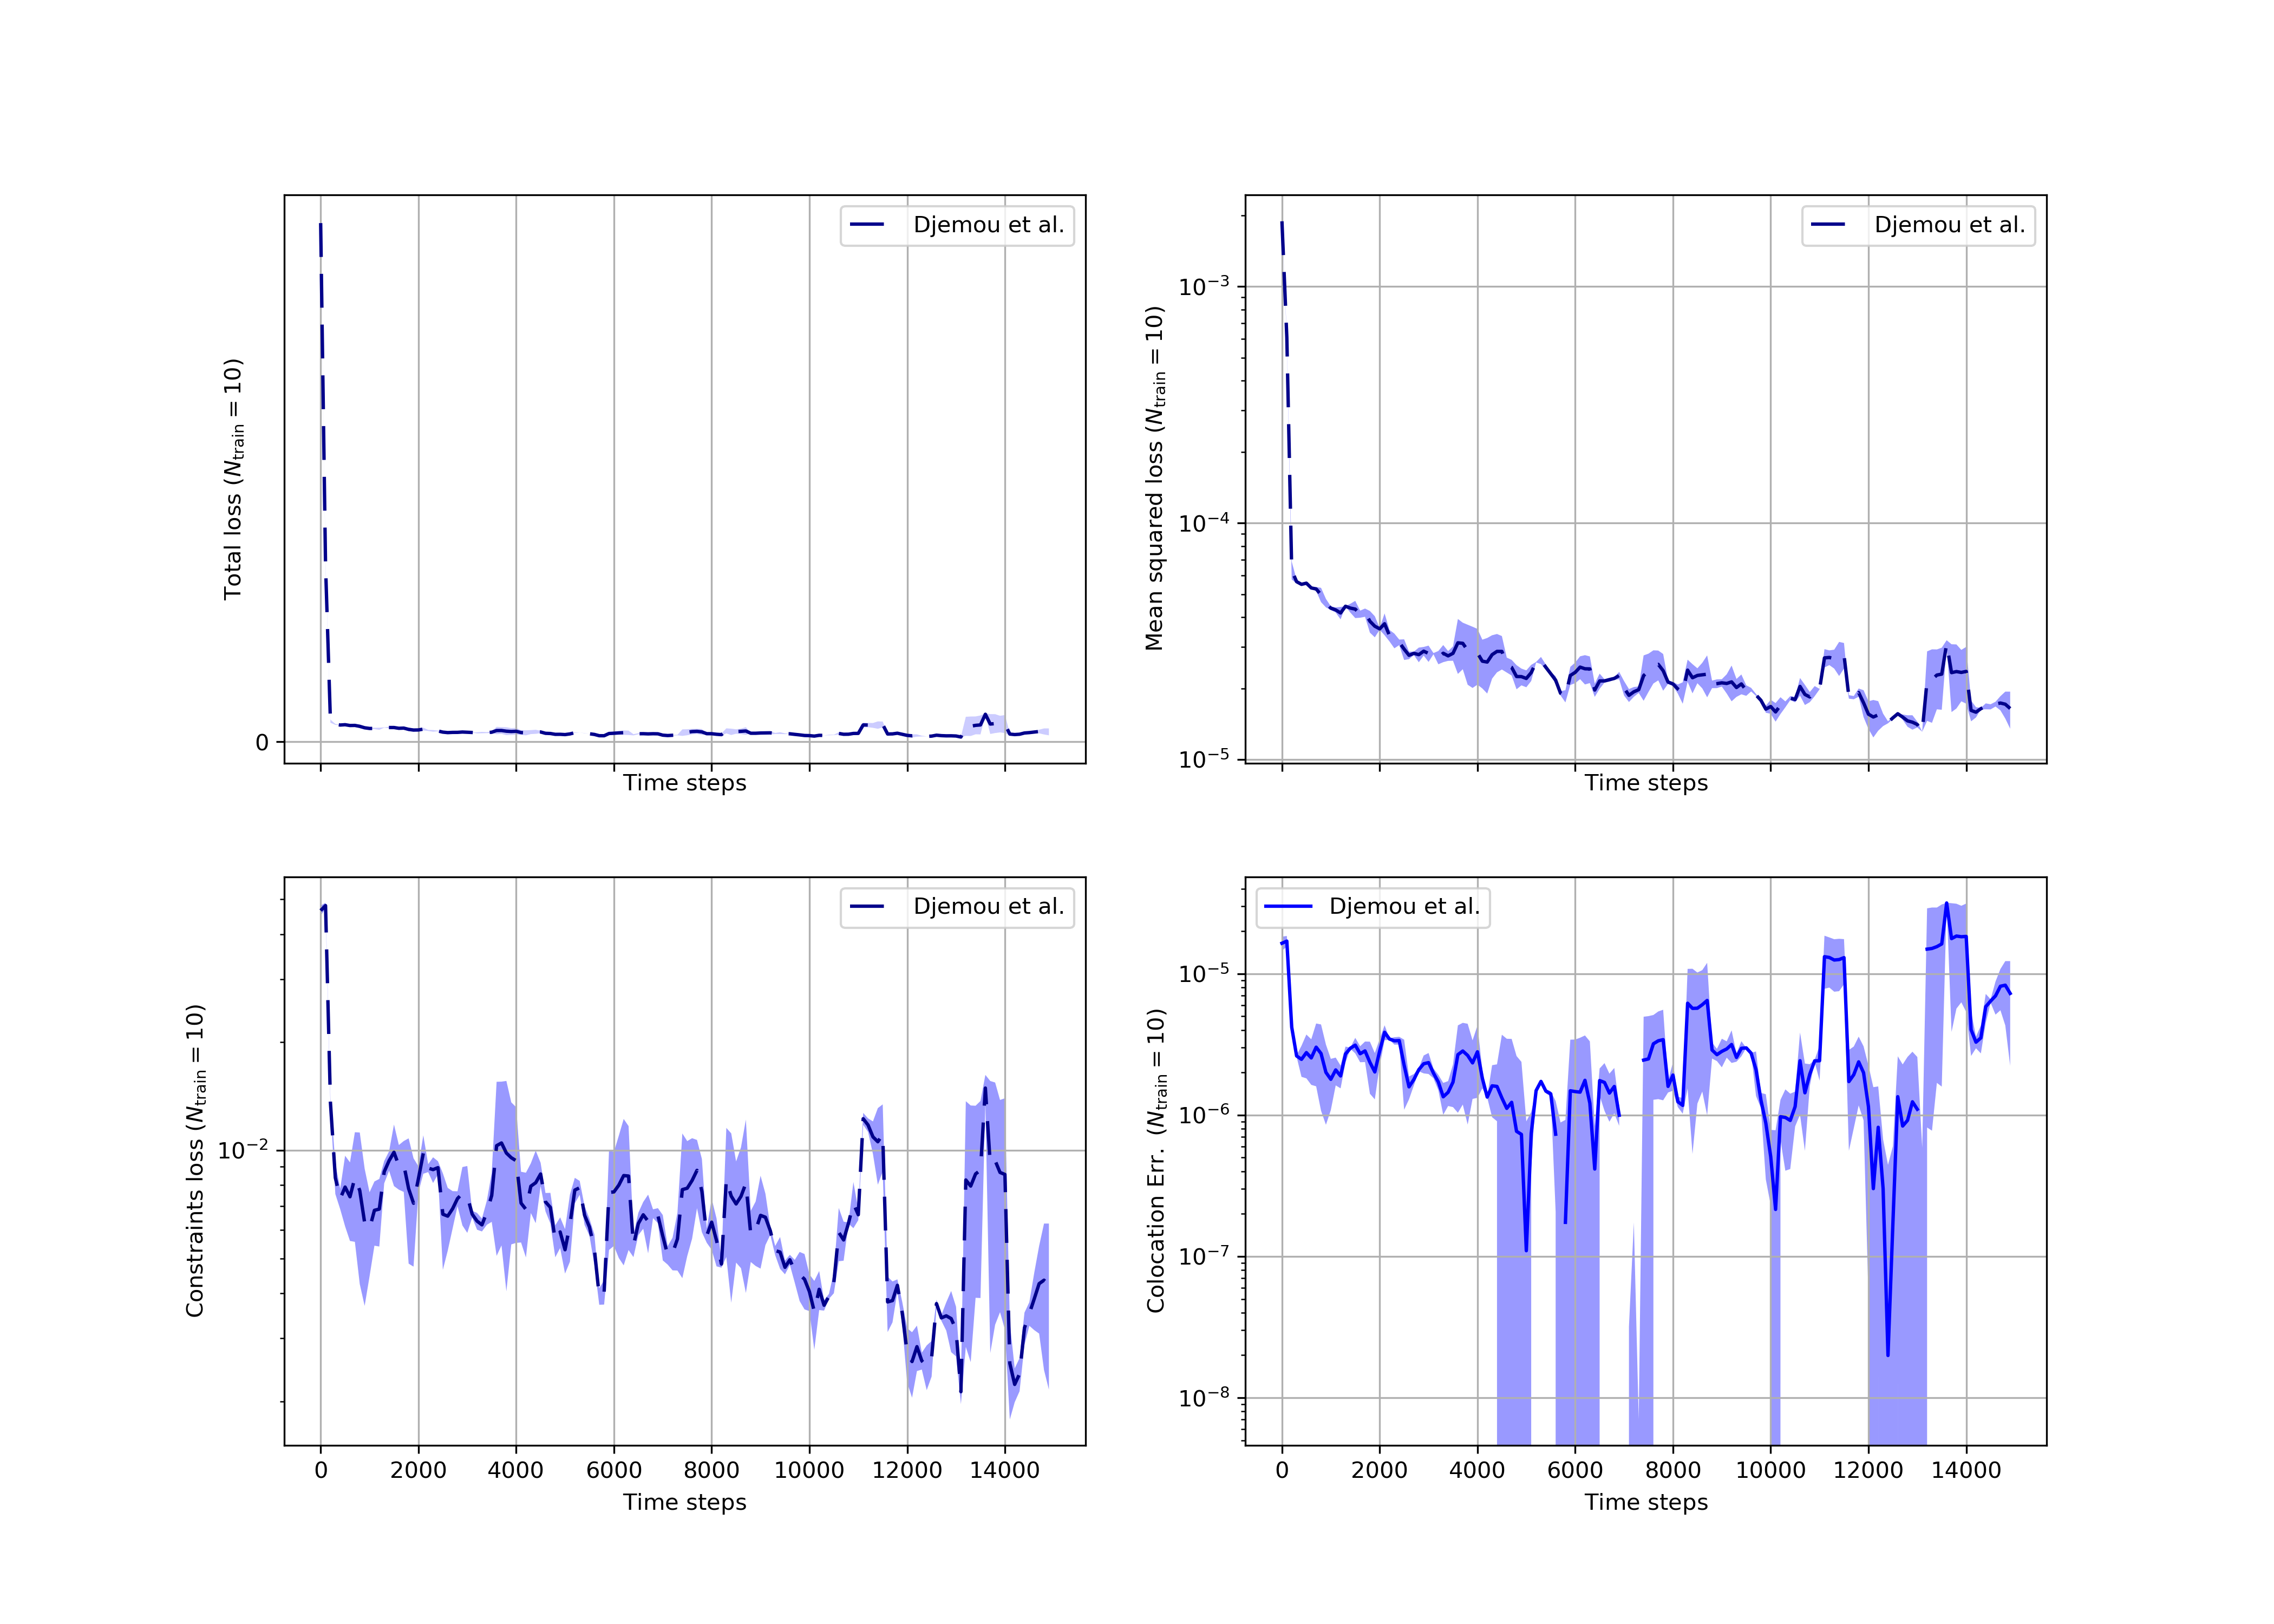 Total loss (N_train = 10)
Djemou et al.
0
Time steps
Mean squared loss (N_train = 10)
Djemou et al.
10⁻³
10⁻⁴
10⁻⁵
Time steps
Constraints loss (N_train = 10)
Djemou et al.
10⁻²
0 2000 4000 6000 8000 10000 12000 14000
Time steps
Colocation Err. (N_train = 10)
Djemou et al.
10⁻⁵
10⁻⁶
10⁻⁷
10⁻⁸
0 2000 4000 6000 8000 10000 12000 14000
Time steps